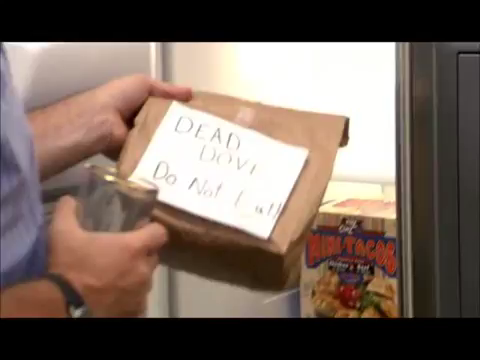 DEAD
DOVE
Do Not Eat!
MINI TACOS